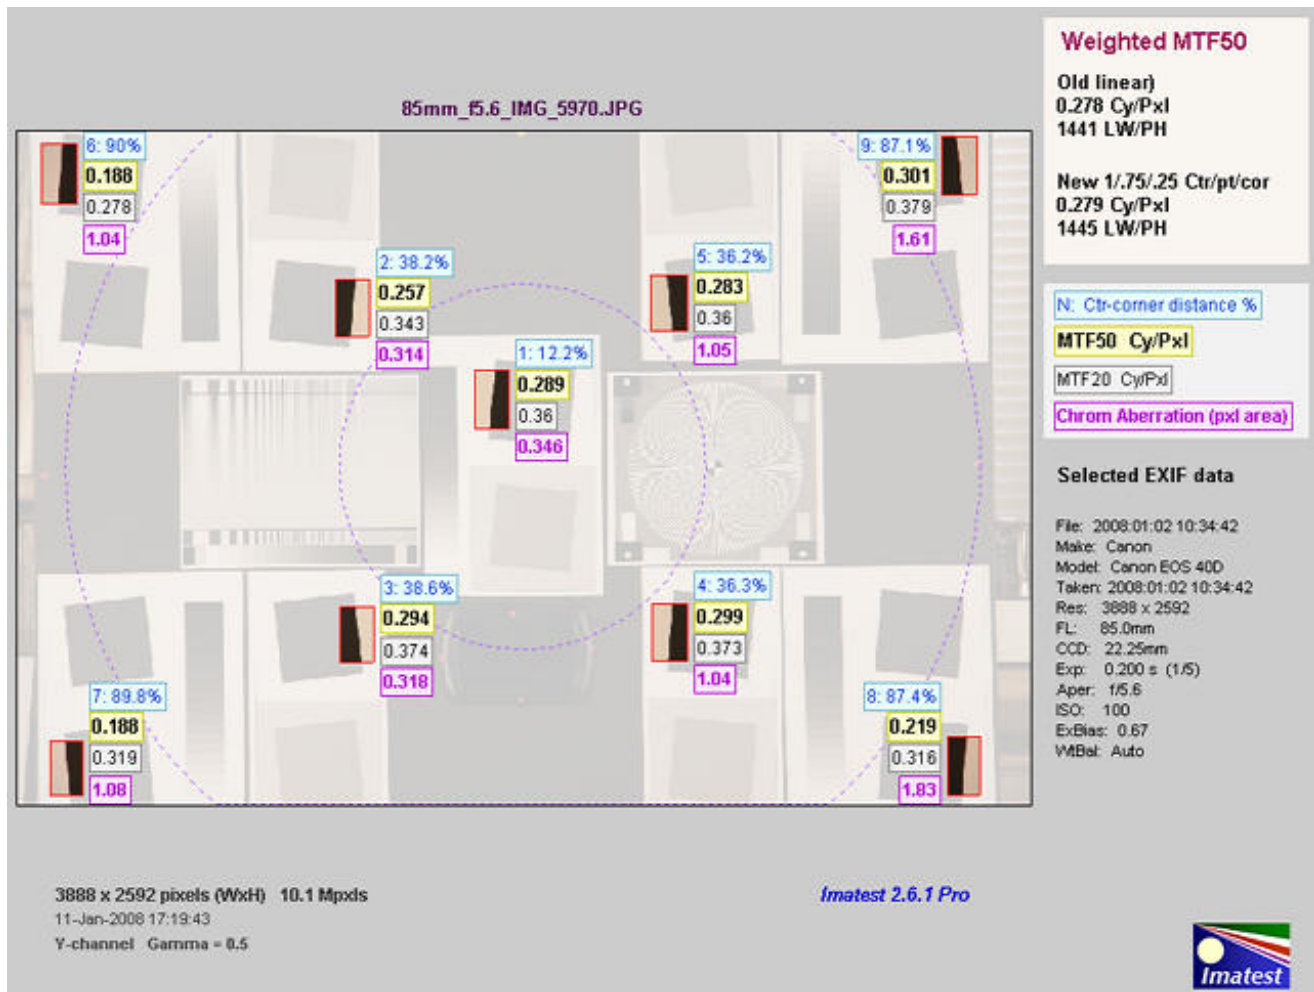 Weighted MTF50
Old linear)
0.278 Cy/Pxl
1441 LW/PH
New 1/.75/.25 Ctr/pt/cor
0.279 Cy/Pxl
1445 LW/PH
85mm_f5.6_IMG_5970.JPG
6: 90%
0.188
0.278
1.04
9: 87.1%
0.301
0.379
1.61
2: 38.2%
0.257
0.343
0.314
5: 36.2%
0.283
0.36
1.05
1: 12.2%
0.289
0.36
0.346
3: 38.6%
0.294
0.374
0.318
4: 36.3%
0.299
0.373
1.04
7: 89.8%
0.188
0.319
1.08
8: 87.4%
0.219
0.316
1.83
N: Ctr-corner distance %
MTF50 Cy/Pxl
MTF20 Cy/Pxl
Chrom Aberration (pxl area)
Selected EXIF data
File: 2008:01:02 10:34:42
Make: Canon
Model: Canon EOS 40D
Taken: 2008:01:02 10:34:42
Res: 3888 x 2592
FL: 85.0mm
CCD: 22.25mm
Exp: 0.200 s (1/5)
Aper: f/5.6
ISO: 100
ExBias: 0.67
WtBal: Auto
3888 x 2592 pixels (WxH) 10.1 Mpxls
11-Jan-2008 17:19:43
Y-channel Gamma = 0.5
Imatest 2.6.1 Pro
Imatest